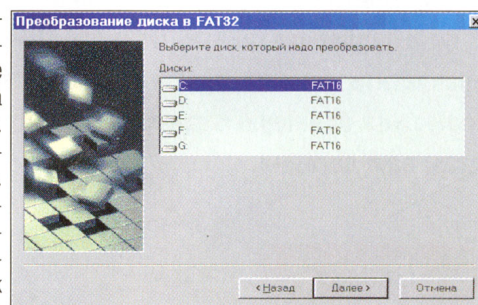 Преобразование диска в FAT32
Выберите диск, который надо преобразовать.
Диски:
C: FAT16
D: FAT16
E: FAT16
F: FAT16
G: FAT16
< Назад Далее > Отмена